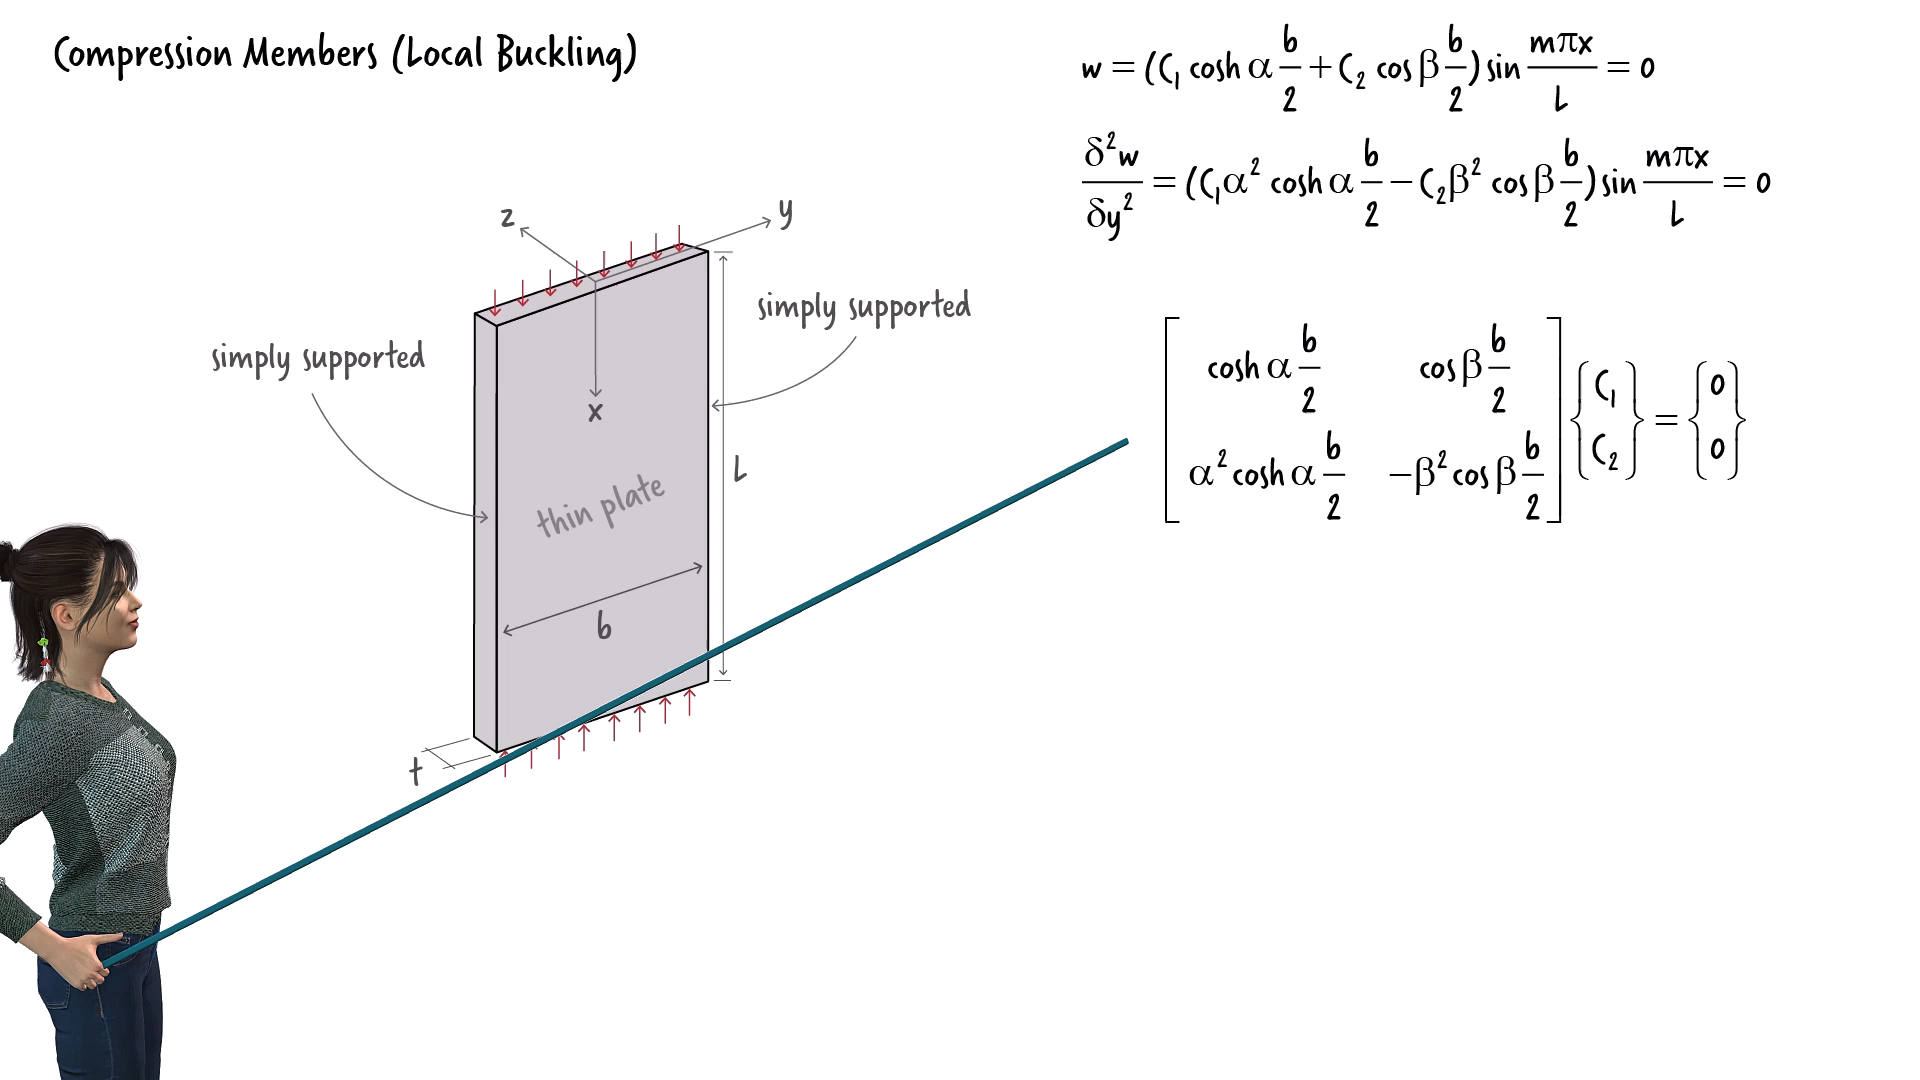 Compression Members (Local Buckling)
w = (C₁ cosh α b/2 + C₂ cos β b/2) sin mπx/L = 0
δ²w/δy² = (C₁α² cosh α b/2 − C₂β² cos β b/2) sin mπx/L = 0
z
y
simply supported
simply supported
x
L
thin plate
b
t
[ cosh α b/2 cos β b/2 ] { C₁ } = { 0 }
[ α² cosh α b/2 −β² cos β b/2 ] { C₂ } { 0 }